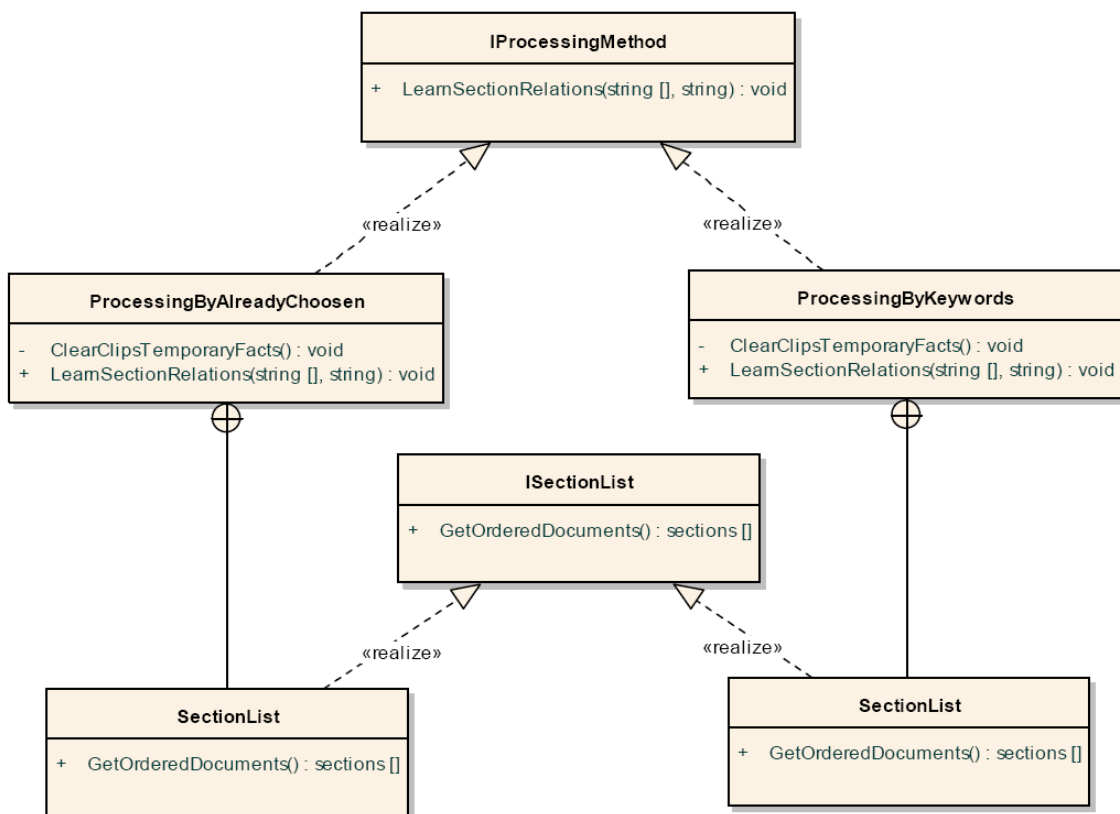 IProcessingMethod
+ LearnSectionRelations(string [], string) : void
«realize»
«realize»
ProcessingByAlreadyChoosen
- ClearClipsTemporaryFacts() : void
+ LearnSectionRelations(string [], string) : void
ProcessingByKeywords
- ClearClipsTemporaryFacts() : void
+ LearnSectionRelations(string [], string) : void
ISectionList
+ GetOrderedDocuments() : sections []
«realize»
«realize»
SectionList
+ GetOrderedDocuments() : sections []
SectionList
+ GetOrderedDocuments() : sections []